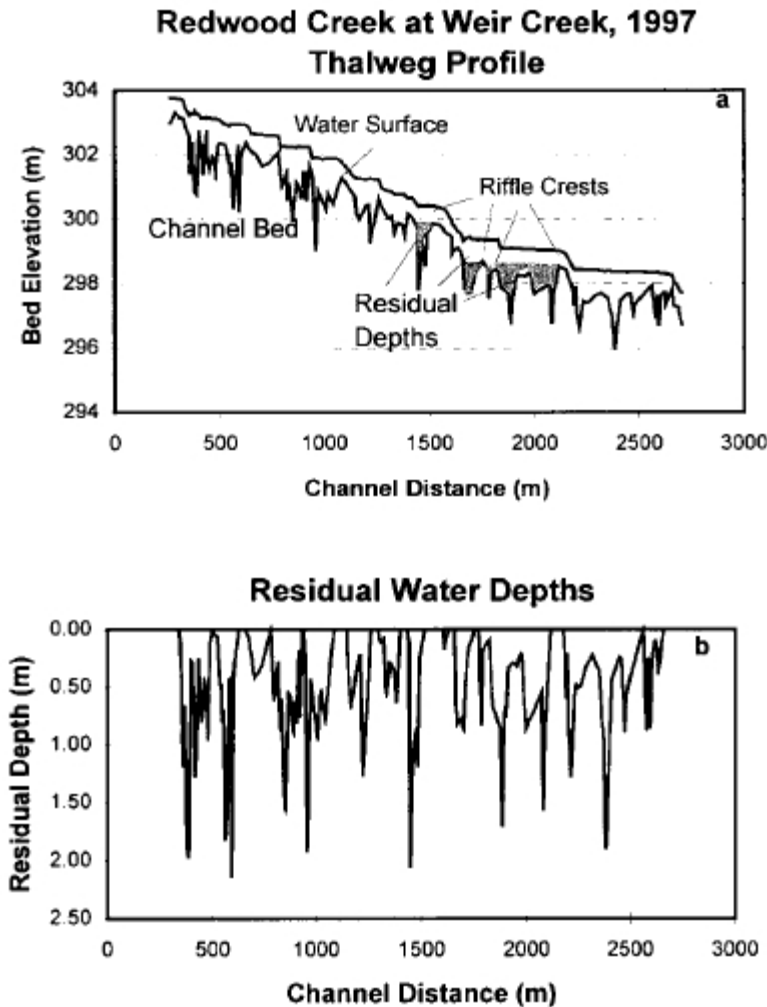 Redwood Creek at Weir Creek, 1997
Thalweg Profile
304
a
Water Surface
302
Riffle Crests
300
Channel Bed
298
Residual
Depths
296
294
Bed Elevation (m)
0 500 1000 1500 2000 2500 3000
Channel Distance (m)
Residual Water Depths
0.00
b
0.50
1.00
1.50
2.00
2.50
Residual Depth (m)
0 500 1000 1500 2000 2500 3000
Channel Distance (m)